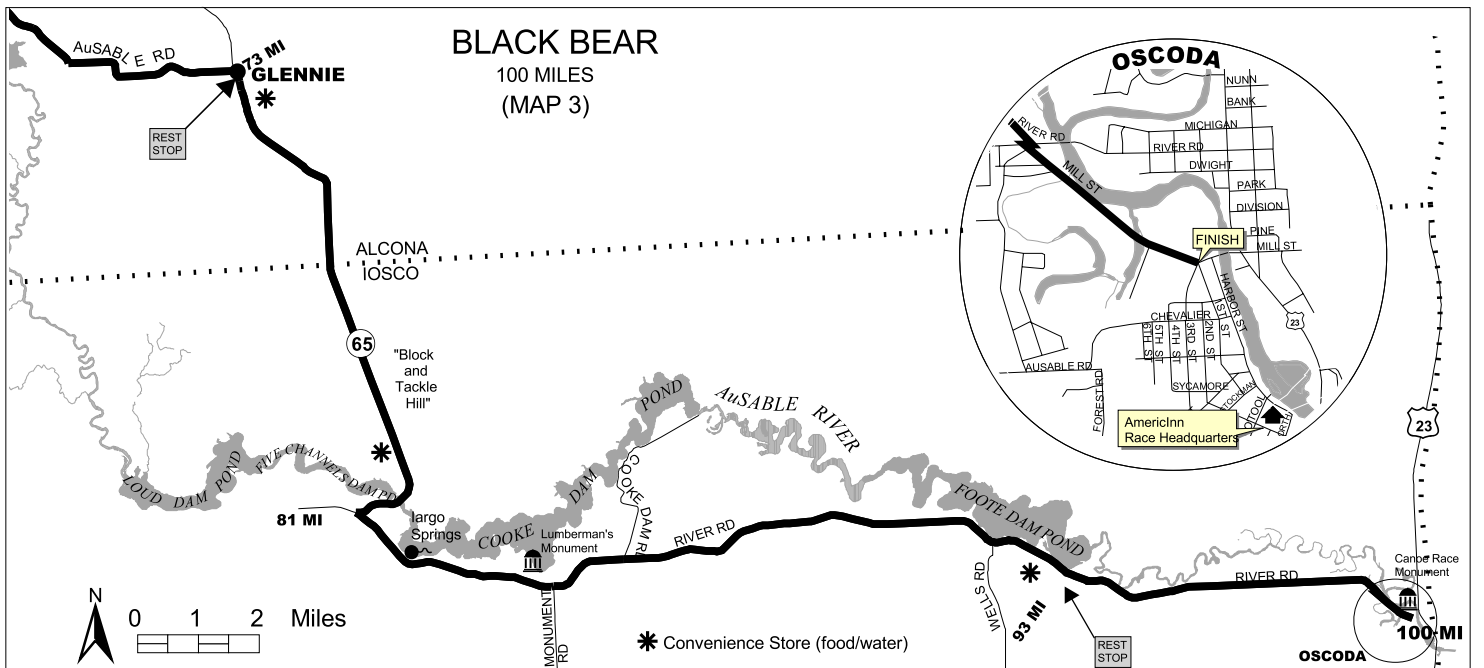 BLACK BEAR
100 MILES
(MAP 3)
AuSABLE RD
73 MI
GLENNIE
REST
STOP
ALCONA
IOSCO
65
"Block
and
Tackle
Hill"
LOUD DAM POND
FIVE CHANNELS DAM PD
81 MI
Iargo
Springs
COOKE DAM POND
Lumberman's
Monument
COOKE DAM RD
MONUMENT
RD
RIVER RD
AuSABLE RIVER
FOOTE DAM POND
WELLS RD
93 MI
REST
STOP
RIVER RD
Canoe Race
Monument
100 MI
OSCODA
23
N
0 1 2 Miles
Convenience Store (food/water)
OSCODA
NUNN
BANK
MICHIGAN
RIVER RD
RIVER RD
DWIGHT
MILL ST
PARK
DIVISION
FINISH
PINE
MILL ST
HARBOR ST
1ST ST
23
CHEVALIER
2ND ST
3RD ST
4TH ST
5TH ST
6TH ST
AUSABLE RD
FOREST RD
SYCAMORE
AmericInn
Race Headquarters